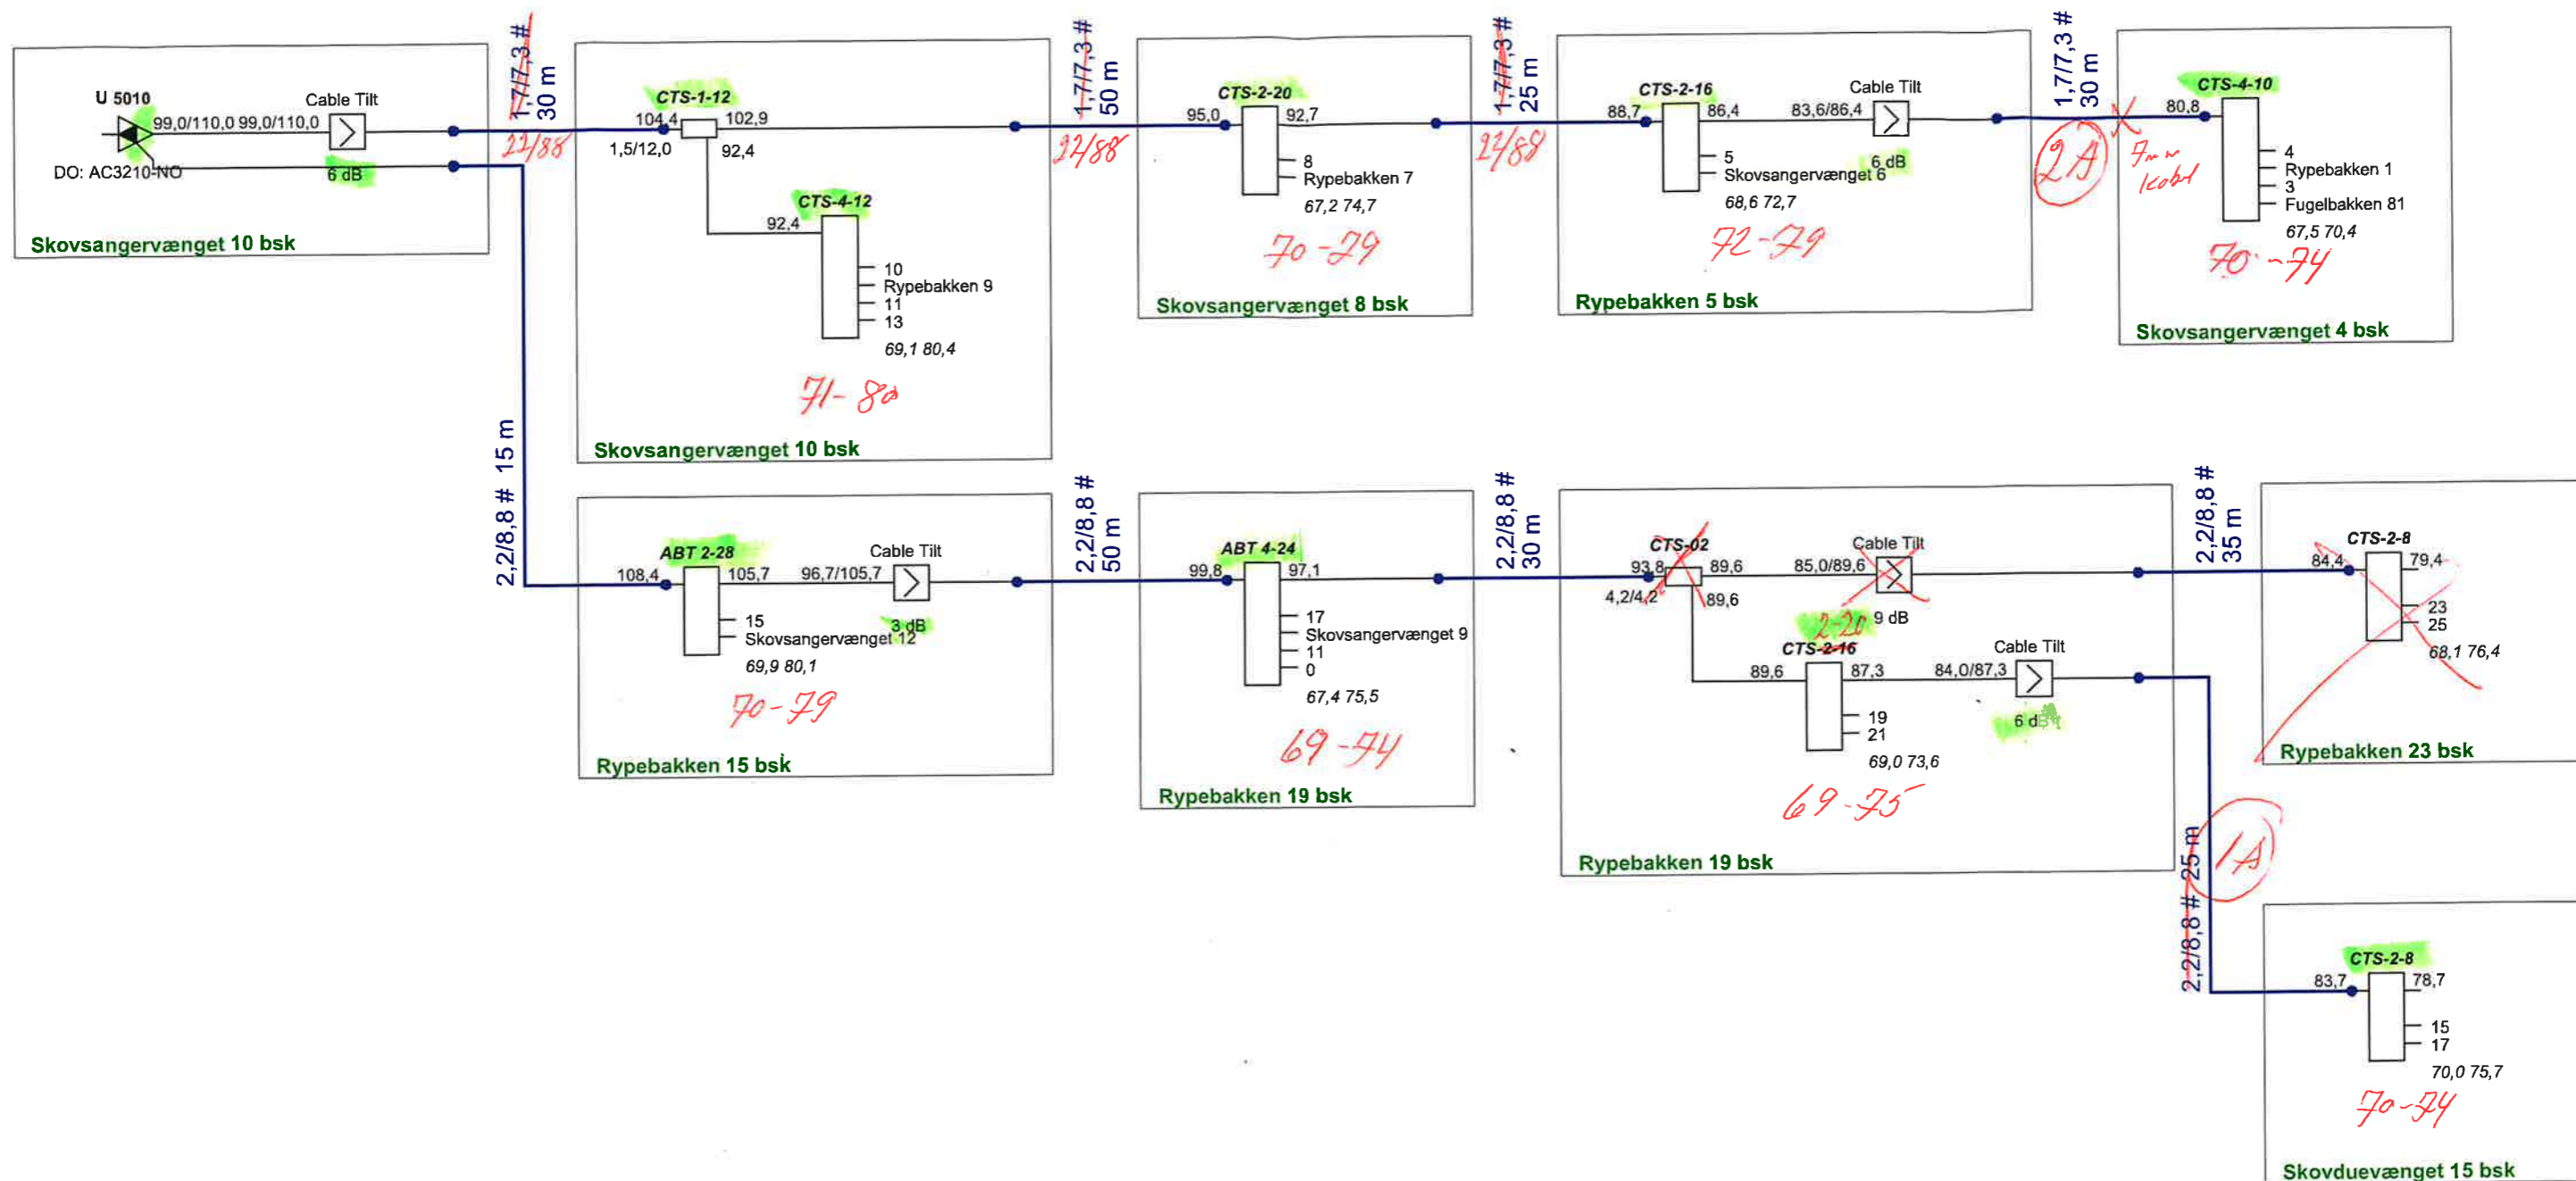 U 5010
99,0/110,0 99,0/110,0
Cable Tilt
DO: AC3210-NO
6 dB
Skovsangervænget 10 bsk
1,7/7,3 #
30 m
22/88
CTS-1-12
104,4
102,9
1,5/12,0
92,4
CTS-4-12
92,4
10
Rypebakken 9
11
13
69,1 80,4
71-80
Skovsangervænget 10 bsk
1,7/7,3 #
50 m
22/88
CTS-2-20
95,0
92,7
8
Rypebakken 7
67,2 74,7
70-79
Skovsangervænget 8 bsk
1,7/7,3 #
25 m
22/88
CTS-2-16
88,7
86,4
83,6/86,4
Cable Tilt
5
Skovsangervænget 6
6 dB
68,6 72,7
72-79
Rypebakken 5 bsk
1,7/7,3 #
30 m
2A
7mm
kabel
CTS-4-10
80,8
4
Rypebakken 1
3
Fugelbakken 81
67,5 70,4
70-74
Skovsangervænget 4 bsk
2,2/8,8 # 15 m
ABT 2-28
108,4
105,7
96,7/105,7
Cable Tilt
15
Skovsangervænget 12
3 dB
69,9 80,1
70-79
Rypebakken 15 bsk
2,2/8,8 #
50 m
ABT 4-24
99,8
97,1
17
Skovsangervænget 9
11
0
67,4 75,5
69-74
Rypebakken 19 bsk
2,2/8,8 #
30 m
CTS-02
93,8
89,6
85,0/89,6
Cable Tilt
4,2/4,2
89,6
9 dB
2-20
CTS-2-16
89,6
87,3
84,0/87,3
Cable Tilt
19
21
6 dB
69,0 73,6
69-75
Rypebakken 19 bsk
2,2/8,8 #
35 m
CTS-2-8
84,4
79,4
23
25
68,1 76,4
Rypebakken 23 bsk
2,2/8,8 # 25 m
1A
CTS-2-8
83,7
78,7
15
17
70,0 75,7
70-74
Skovduevænget 15 bsk